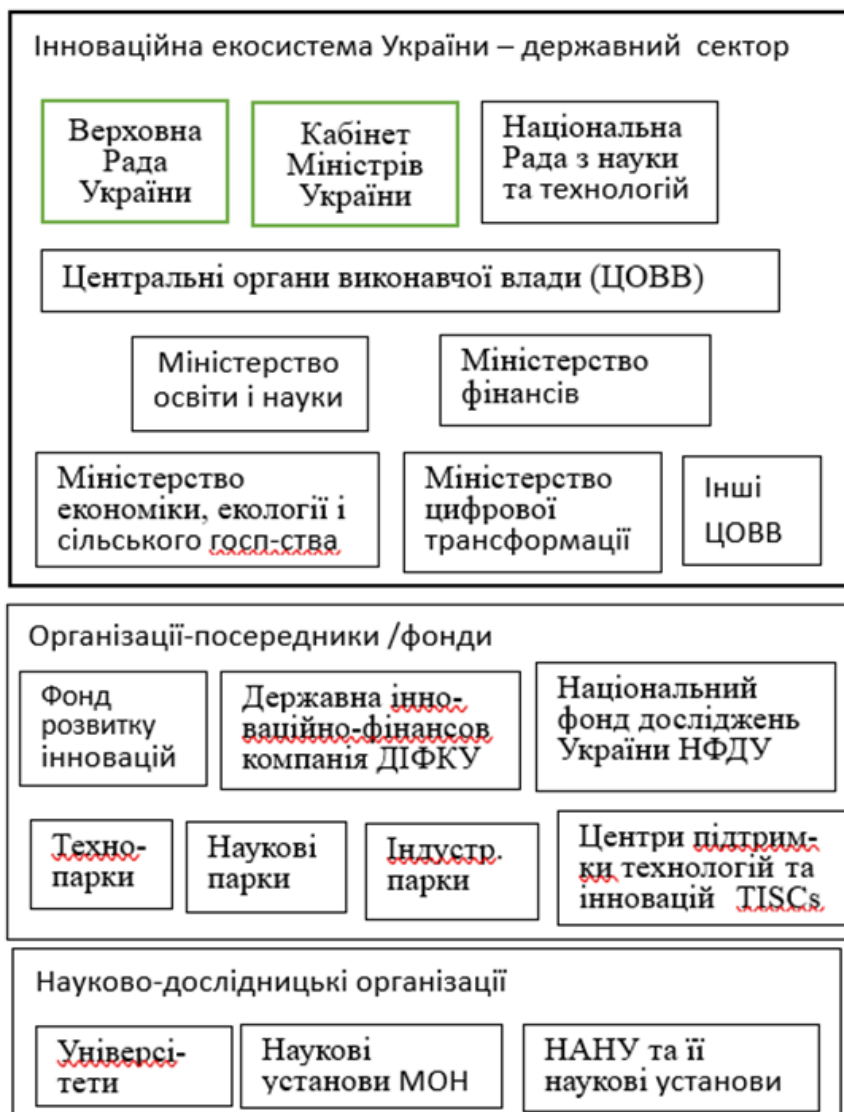 Інноваційна екосистема України – державний сектор
Верховна
Рада
України
Кабінет
Міністрів
України
Національна
Рада з науки
та технологій
Центральні органи виконавчої влади (ЦОВВ)
Міністерство
освіти і науки
Міністерство
фінансів
Міністерство
економіки, екології і
сільського госп-ства
Міністерство
цифрової
трансформації
Інші
ЦОВВ
Організації-посередники /фонди
Фонд
розвитку
інновацій
Державна інно-
ваційно-фінансов
компанія ДІФКУ
Національний
фонд досліджень
України НФДУ
Техно-
парки
Наукові
парки
Індустр.
парки
Центри підтрим-
ки технологій та
інновацій TISCs
Науково-дослідницькі організації
Універсі-
тети
Наукові
установи МОН
НАНУ та її
наукові установи